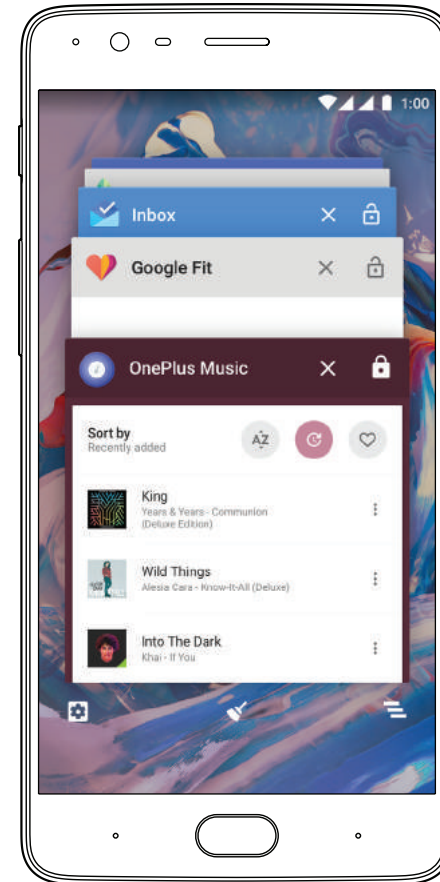 1:00
Inbox
Google Fit
OnePlus Music
Sort by
Recently added
AZ
King
Years & Years - Communion
(Deluxe Edition)
Wild Things
Alesia Cara - Know-It-All (Deluxe)
Into The Dark
Khai - If You